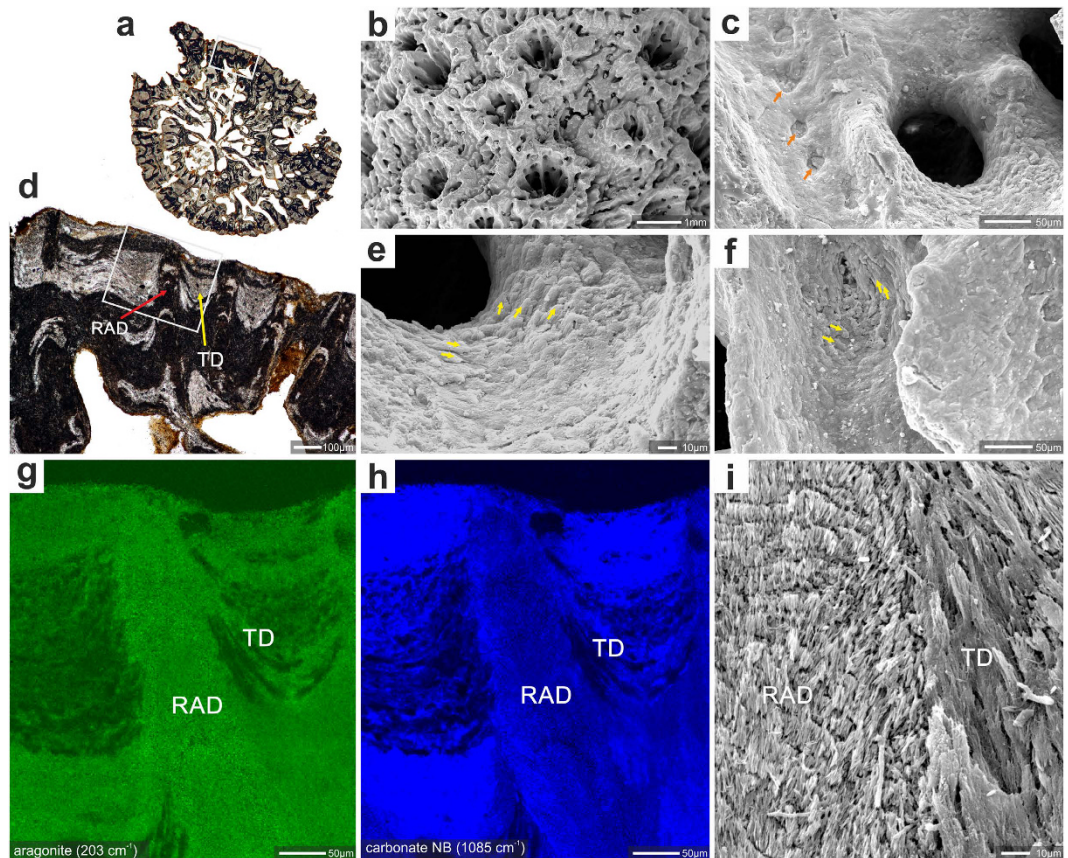 a
b
1mm
c
50µm
d
RAD
TD
100µm
e
10µm
f
50µm
g
TD
RAD
aragonite (203 cm⁻¹)
50µm
h
TD
RAD
carbonate NB (1085 cm⁻¹)
50µm
i
RAD
TD
10µm